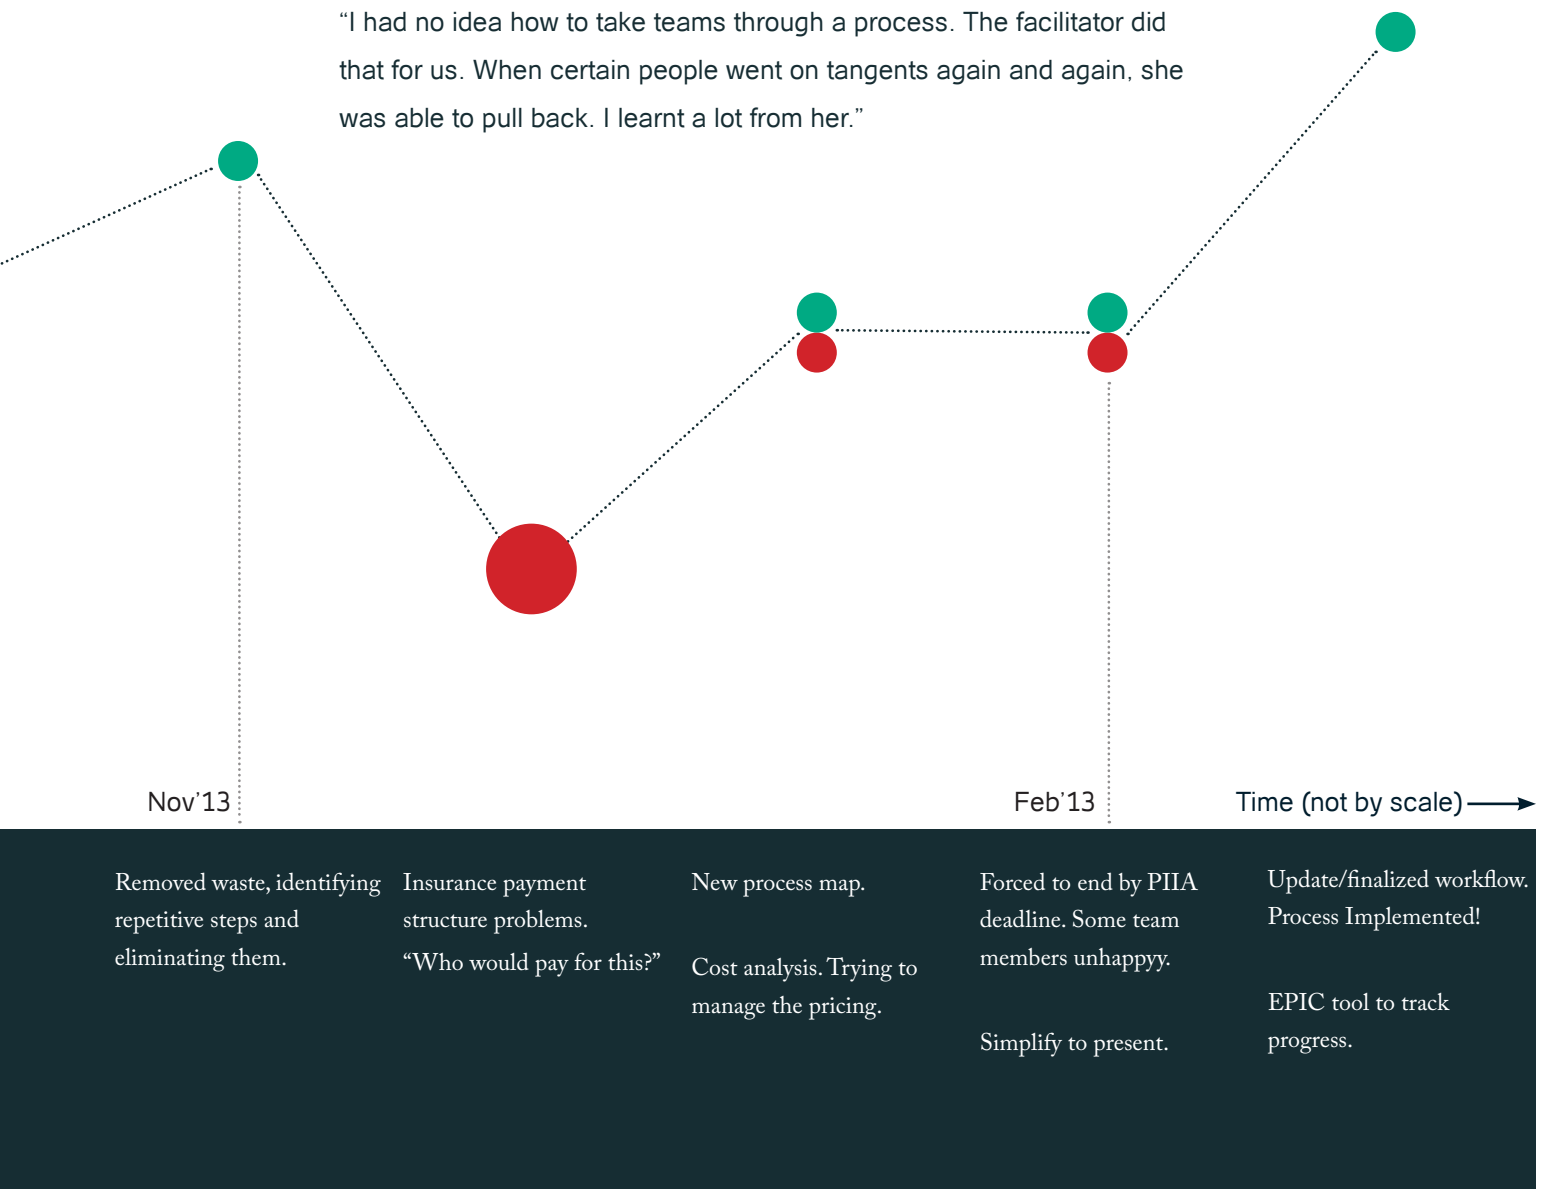 “I had no idea how to take teams through a process. The facilitator did
that for us. When certain people went on tangents again and again, she
was able to pull back. I learnt a lot from her.”
Nov’13
Feb’13
Time (not by scale)
Removed waste, identifying
repetitive steps and
eliminating them.
Insurance payment
structure problems.
“Who would pay for this?”
New process map.
Cost analysis. Trying to
manage the pricing.
Forced to end by PIIA
deadline. Some team
members unhappyy.
Simplify to present.
Update/finalized workflow.
Process Implemented!
EPIC tool to track
progress.